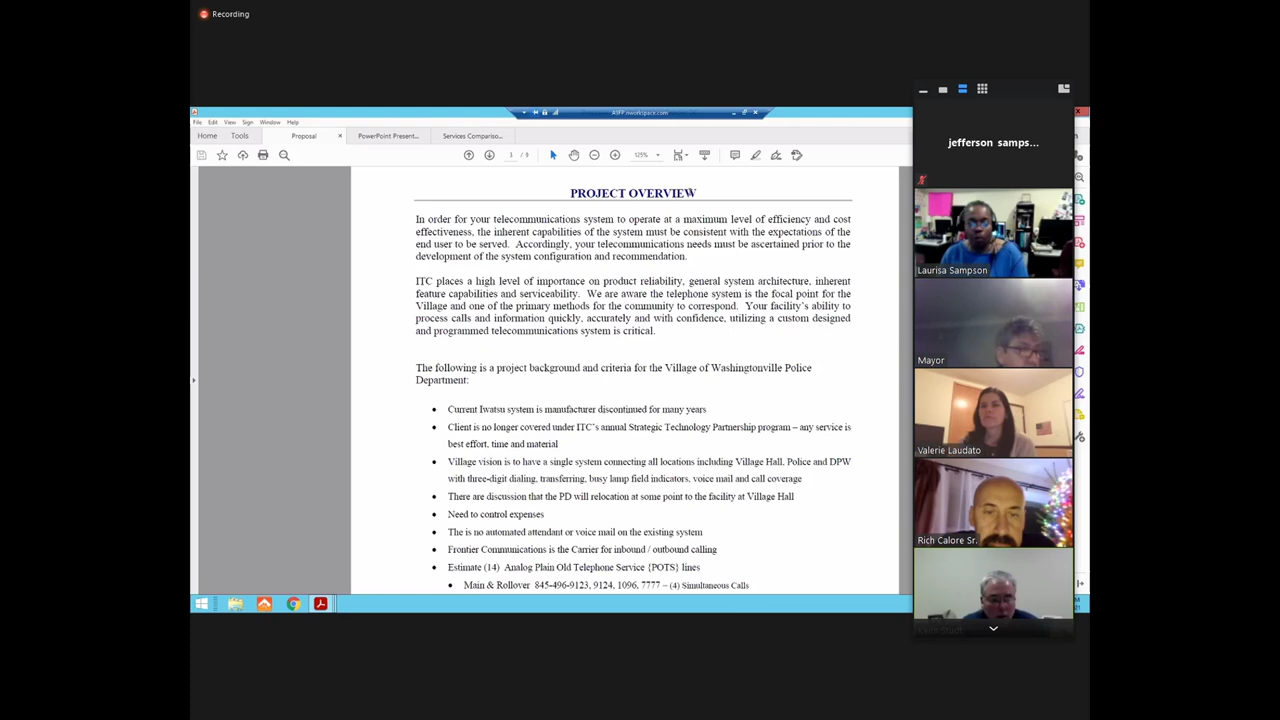 Recording
AIFP.nworkspace.com
File Edit View Sign Window Help
Home Tools Proposal × PowerPoint Present... Services Compariso...
3 / 9 125%
PROJECT OVERVIEW
In order for your telecommunications system to operate at a maximum level of efficiency and cost
effectiveness, the inherent capabilities of the system must be consistent with the expectations of the
end user to be served. Accordingly, your telecommunications needs must be ascertained prior to the
development of the system configuration and recommendation.
ITC places a high level of importance on product reliability, general system architecture, inherent
feature capabilities and serviceability. We are aware the telephone system is the focal point for the
Village and one of the primary methods for the community to correspond. Your facility's ability to
process calls and information quickly, accurately and with confidence, utilizing a custom designed
and programmed telecommunications system is critical.
The following is a project background and criteria for the Village of Washingtonville Police
Department:
• Current Iwatsu system is manufacturer discontinued for many years
• Client is no longer covered under ITC's annual Strategic Technology Partnership program – any service is
best effort, time and material
• Village vision is to have a single system connecting all locations including Village Hall, Police and DPW
with three-digit dialing, transferring, busy lamp field indicators, voice mail and call coverage
• There are discussion that the PD will relocation at some point to the facility at Village Hall
• Need to control expenses
• The is no automated attendant or voice mail on the existing system
• Frontier Communications is the Carrier for inbound / outbound calling
• Estimate (14) Analog Plain Old Telephone Service {POTS} lines
• Main & Rollover 845-496-9123, 9124, 1096, 7777 – (4) Simultaneous Calls
jefferson samps...
Laurisa Sampson
Mayor
Valerie Laudato
Rich Calore Sr.